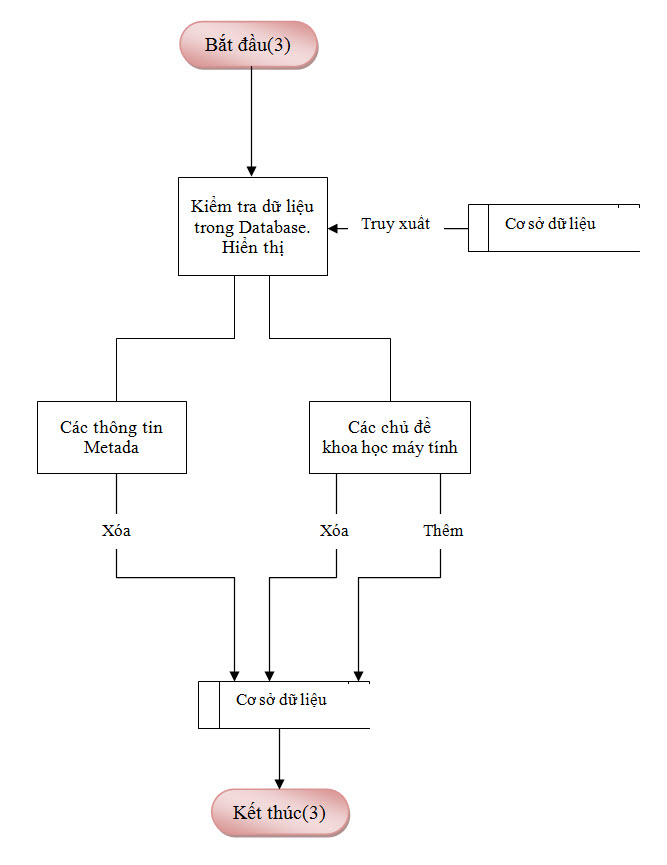 Bắt đầu(3)
Kiểm tra dữ liệu
trong Database.
Hiển thị
Truy xuất
Cơ sở dữ liệu
Các thông tin
Metada
Các chủ đề
khoa học máy tính
Xóa
Xóa
Thêm
Cơ sở dữ liệu
Kết thúc(3)